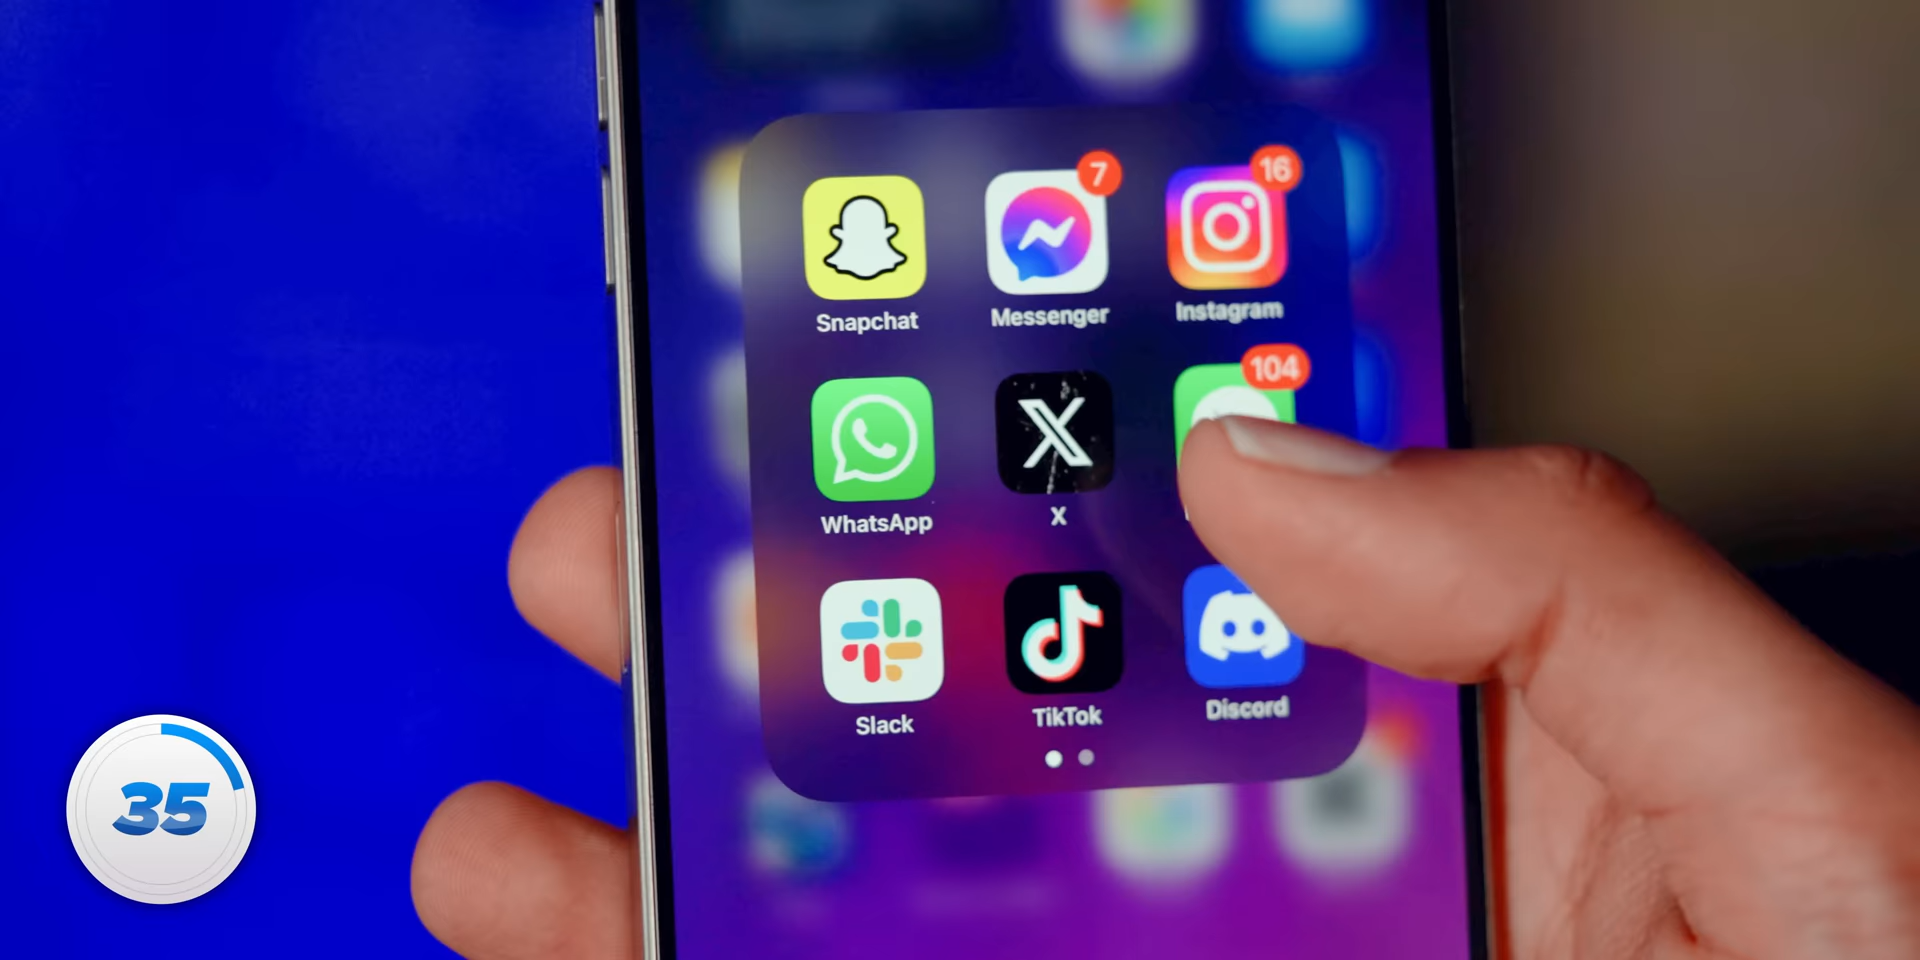 7
16
Snapchat
Messenger
Instagram
104
WhatsApp
X
Slack
TikTok
Discord
35